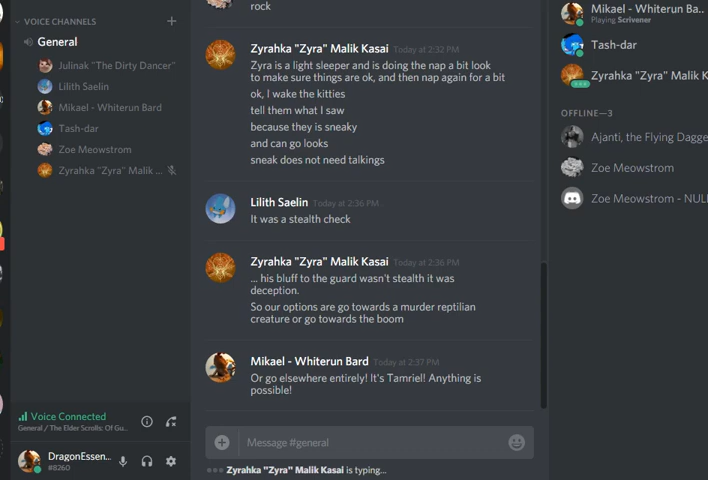 VOICE CHANNELS
General
Julinak "The Dirty Dancer"
Lilith Saelin
Mikael - Whiterun Bard
Tash-dar
Zoe Meowstrom
Zyrahka "Zyra" Malik ...
Voice Connected
General / The Elder Scrolls: Of Gu...
DragonEssen...
#8260
rock
Zyrahka "Zyra" Malik Kasai Today at 2:32 PM
Zyra is a light sleeper and is doing the nap a bit look
to make sure things are ok, and then nap again for a bit
ok, I wake the kitties
tell them what I saw
because they is sneaky
and can go looks
sneak does not need talkings
Lilith Saelin Today at 2:36 PM
It was a stealth check
Zyrahka "Zyra" Malik Kasai Today at 2:36 PM
... his bluff to the guard wasn't stealth it was
deception.
So our options are go towards a murder reptilian
creature or go towards the boom
Mikael - Whiterun Bard Today at 2:37 PM
Or go elsewhere entirely! It's Tamriel! Anything is
possible!
Message #general
Zyrahka "Zyra" Malik Kasai is typing...
Mikael - Whiterun Ba..
Playing Scrivener
Tash-dar
Zyrahka "Zyra" Malik K
OFFLINE—3
Ajanti, the Flying Dagge
Zoe Meowstrom
Zoe Meowstrom - NUL